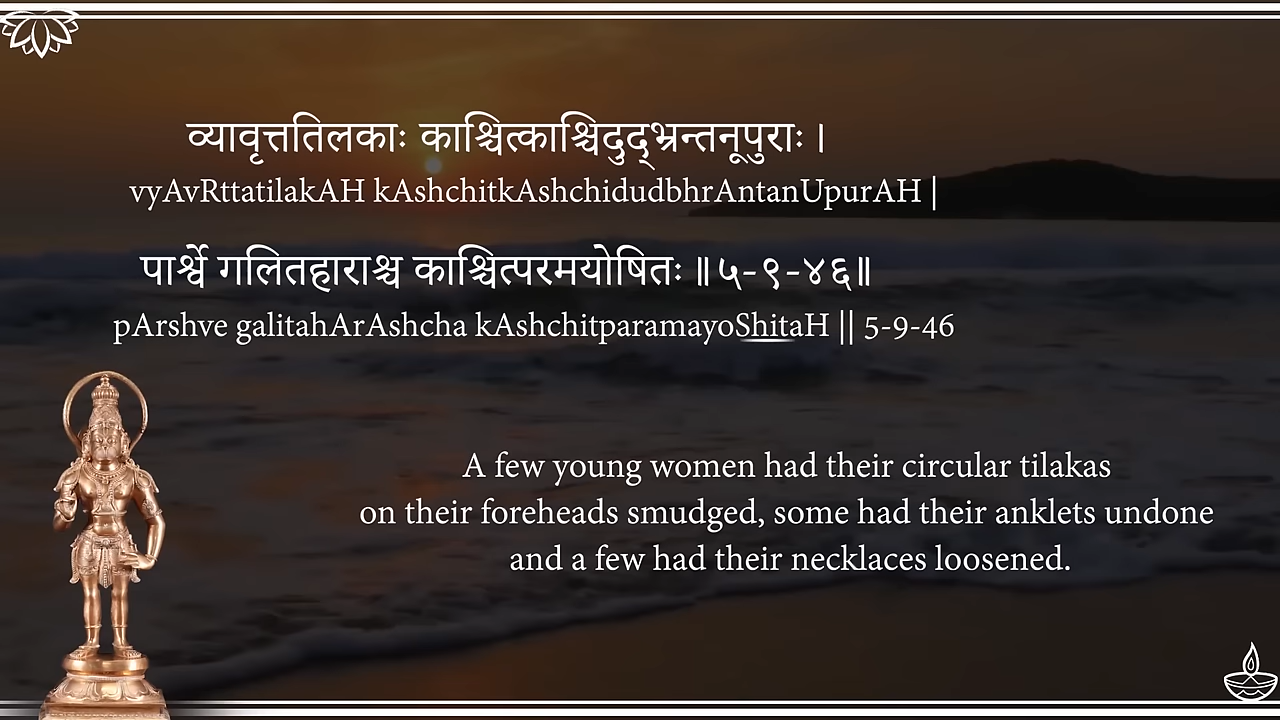 व्यावृत्ततिलकाः काश्चित्काश्चिदुद्भ्रन्तनूपुराः ।
vyAvRttatilakAH kAshchitkAshchidudbhrAntanUpurAH |
पार्श्वे गलितहाराश्च काश्चित्परमयोषितः ॥५-९-४६॥
pArshve galitahArAshcha kAshchitparamayoShitaH || 5-9-46
A few young women had their circular tilakas
on their foreheads smudged, some had their anklets undone
and a few had their necklaces loosened.